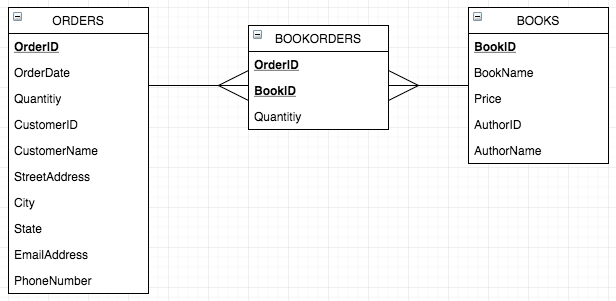 ORDERS
OrderID
OrderDate
Quantitiy
CustomerID
CustomerName
StreetAddress
City
State
EmailAddress
PhoneNumber
BOOKORDERS
OrderID
BookID
Quantitiy
BOOKS
BookID
BookName
Price
AuthorID
AuthorName